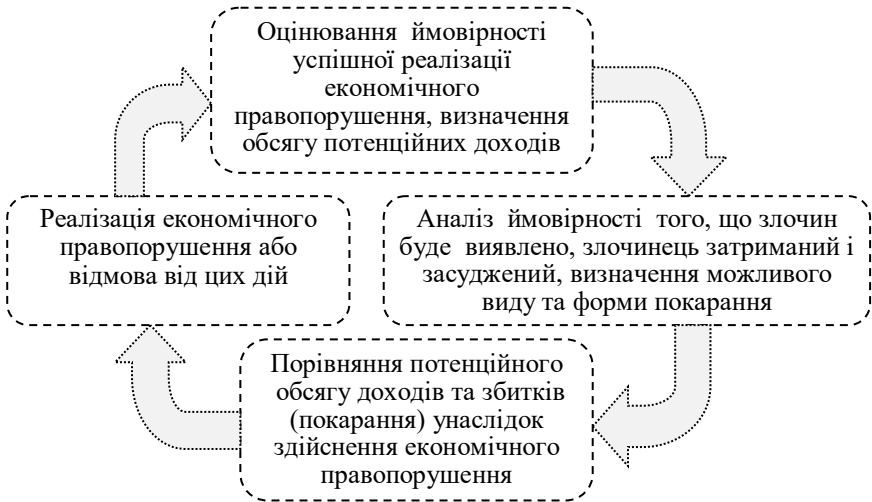 Оцінювання ймовірності
успішної реалізації
економічного
правопорушення, визначення
обсягу потенційних доходів
Аналіз ймовірності того, що злочин
буде виявлено, злочинець затриманий і
засуджений, визначення можливого
виду та форми покарання
Порівняння потенційного
обсягу доходів та збитків
(покарання) унаслідок
здійснення економічного
правопорушення
Реалізація економічного
правопорушення або
відмова від цих дій